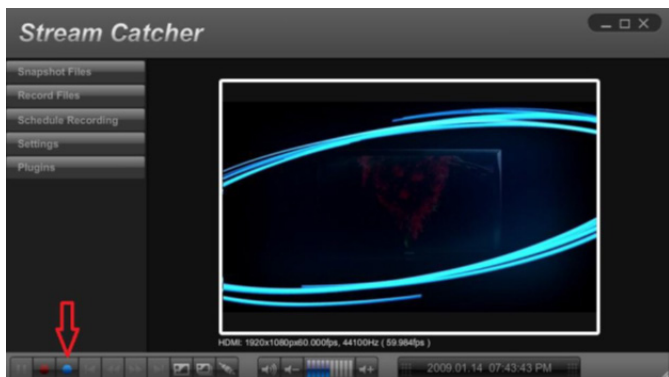 Stream Catcher
Snapshot Files
Record Files
Schedule Recording
Settings
Plugins
HDMI: 1920x1080px60.000fps, 44100Hz ( 59.984fps )
2009.01.14 07:43:43 PM